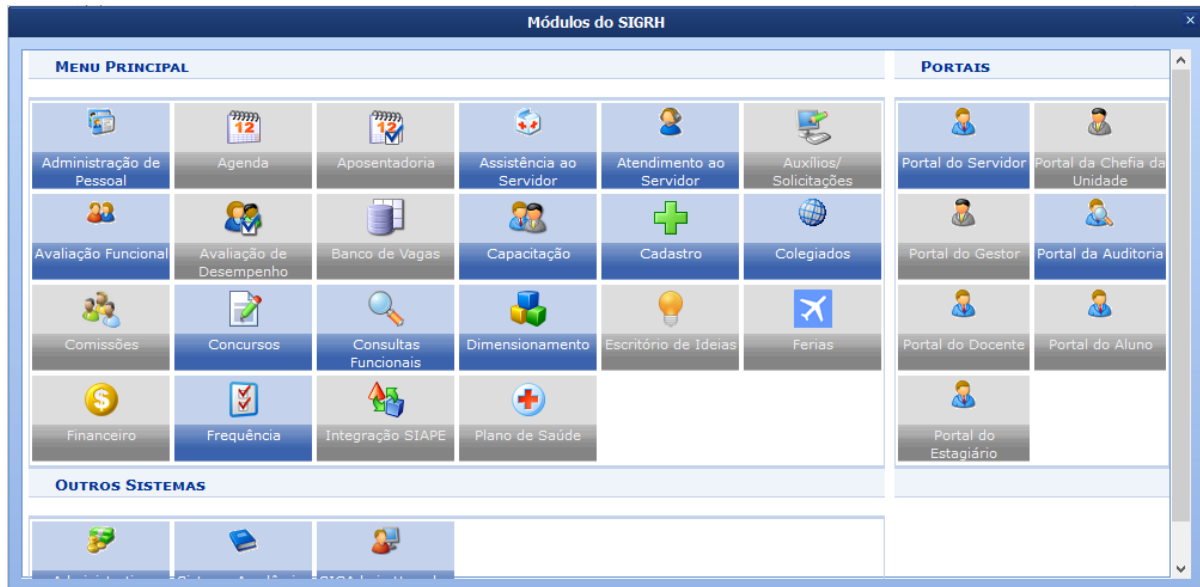 Módulos do SIGRH
MENU PRINCIPAL
PORTAIS
Administração de
Pessoal
Agenda
Aposentadoria
Assistência ao
Servidor
Atendimento ao
Servidor
Auxílios/
Solicitações
Portal do Servidor
Portal da Chefia da
Unidade
Avaliação Funcional
Avaliação de
Desempenho
Banco de Vagas
Capacitação
Cadastro
Colegiados
Portal do Gestor
Portal da Auditoria
Comissões
Concursos
Consultas
Funcionais
Dimensionamento
Escritório de Ideias
Ferias
Portal do Docente
Portal do Aluno
Financeiro
Frequência
Integração SIAPE
Plano de Saúde
Portal do
Estagiário
OUTROS SISTEMAS